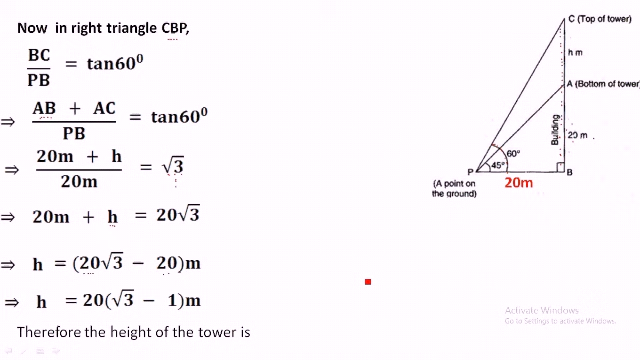 Now in right triangle CBP,
BC/PB = tan60⁰
⇒ (AB + AC)/PB = tan60⁰
⇒ (20m + h)/20m = √3
⇒ 20m + h = 20√3
⇒ h = (20√3 − 20)m
⇒ h = 20(√3 − 1)m
Therefore the height of the tower is
C (Top of tower)
h m
A (Bottom of tower)
Building
20 m
60°
45°
P
B
20m
(A point on
the ground)
Activate Windows
Go to Settings to activate Windows.